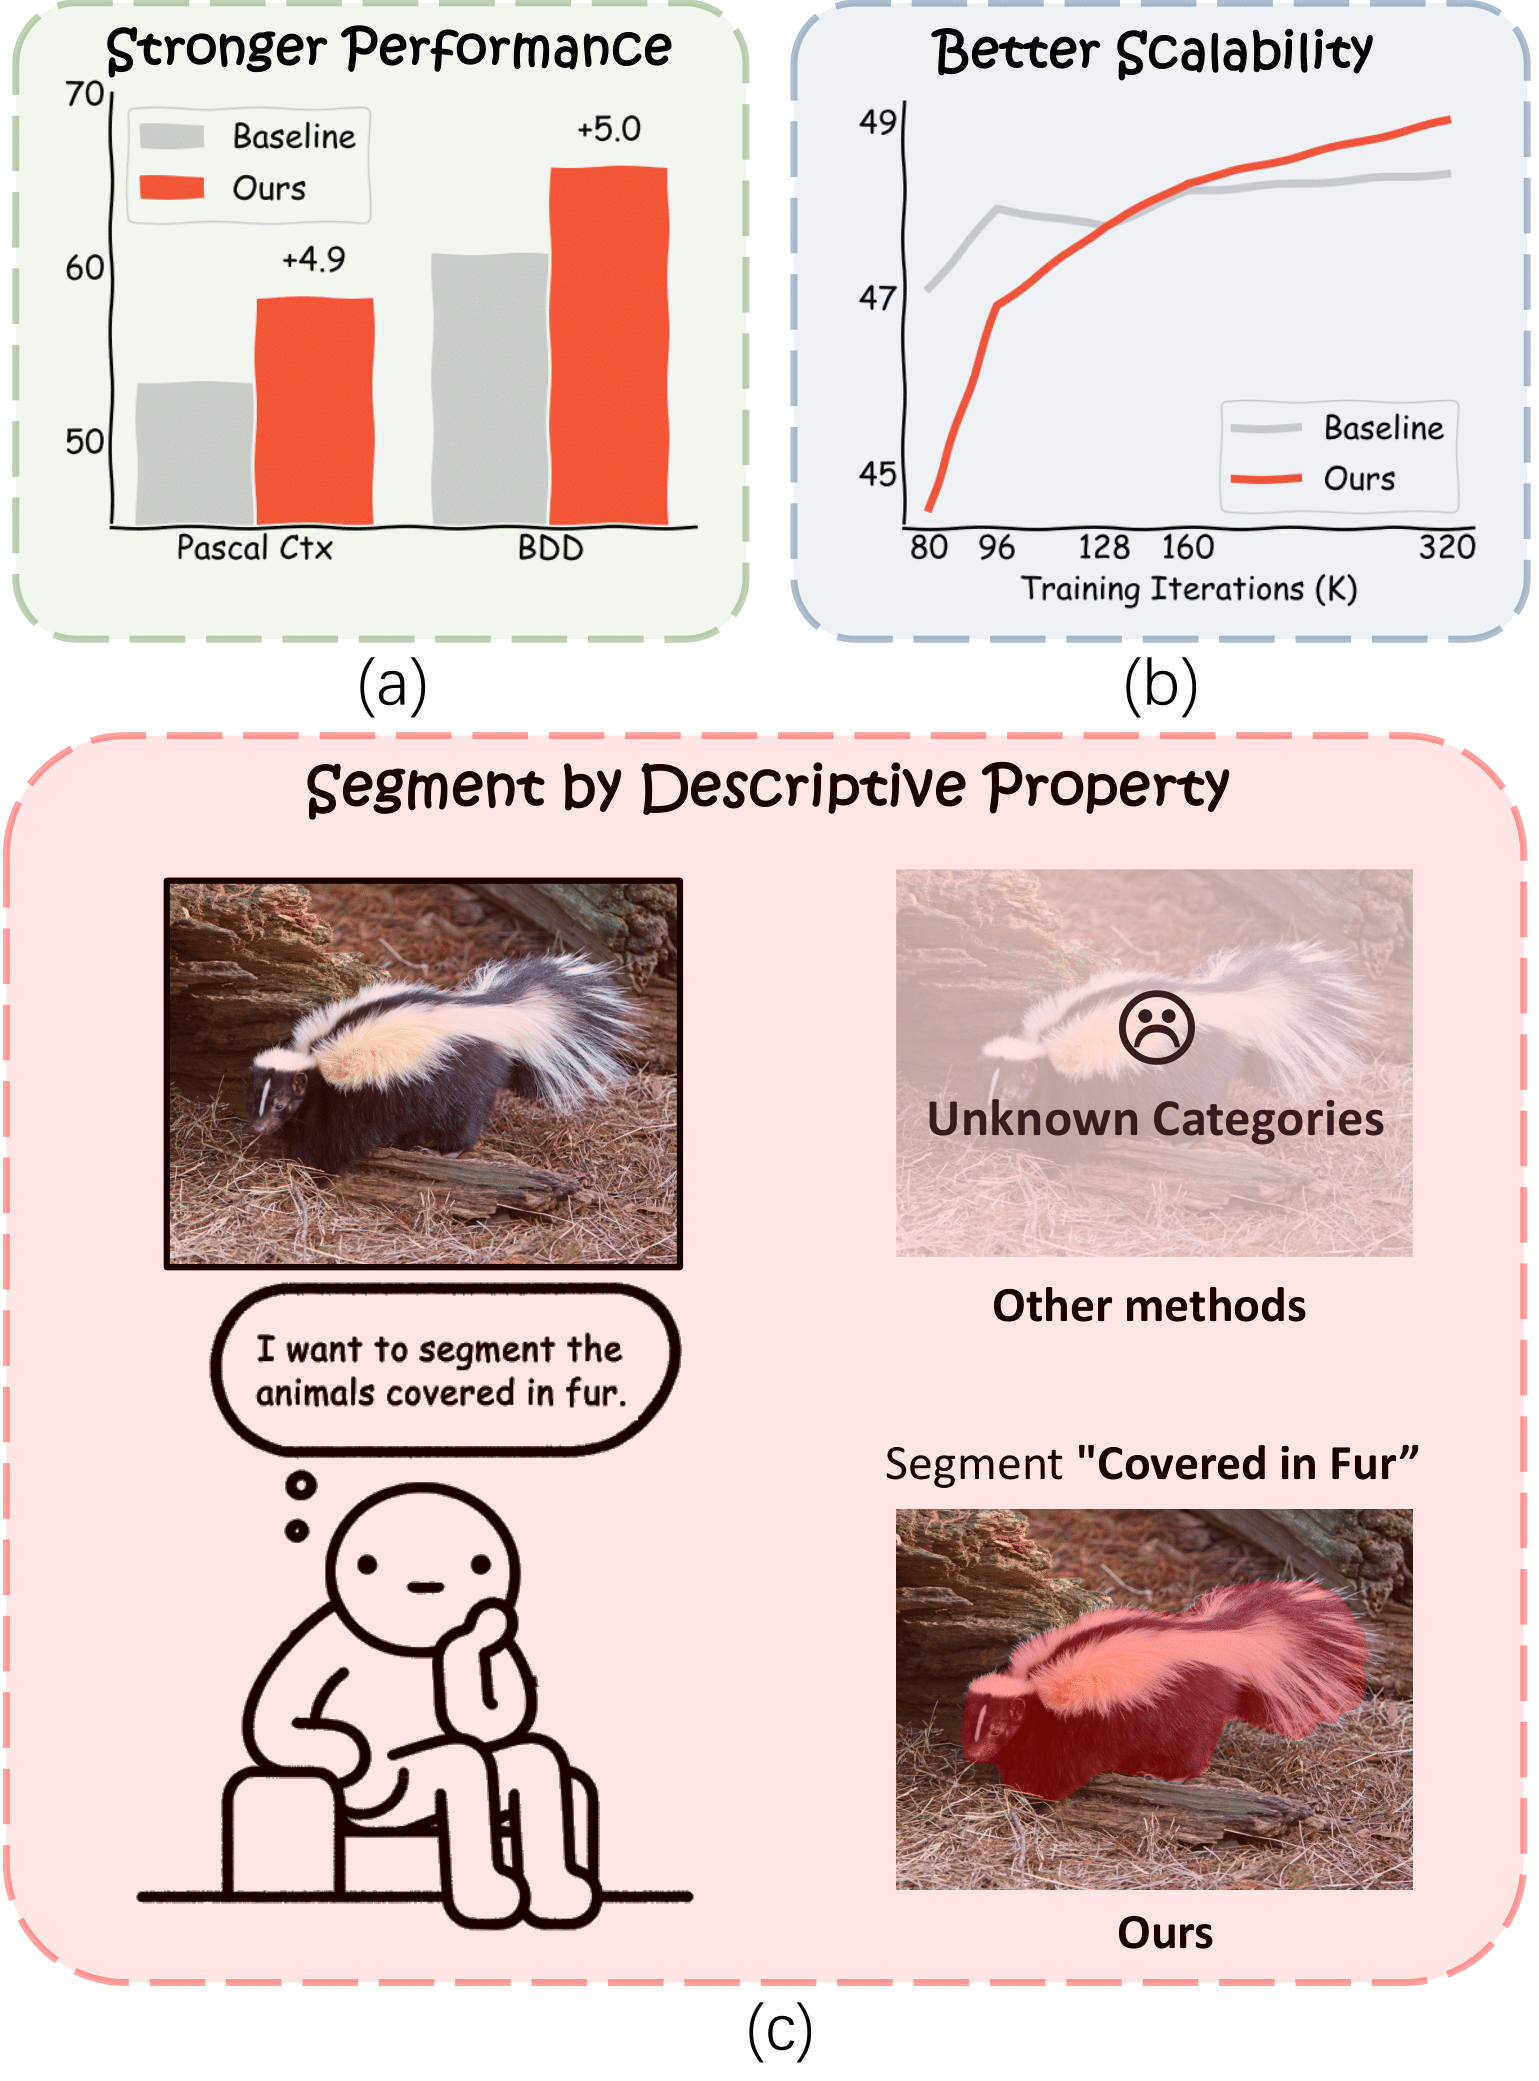 Stronger Performance
70
60
50
Baseline
Ours
+4.9
+5.0
Pascal Ctx
BDD
(a)
Better Scalability
49
47
45
Baseline
Ours
80 96 128 160 320
Training Iterations (K)
(b)
Segment by Descriptive Property
I want to segment the
animals covered in fur.
Unknown Categories
Other methods
Segment "Covered in Fur”
Ours
(c)